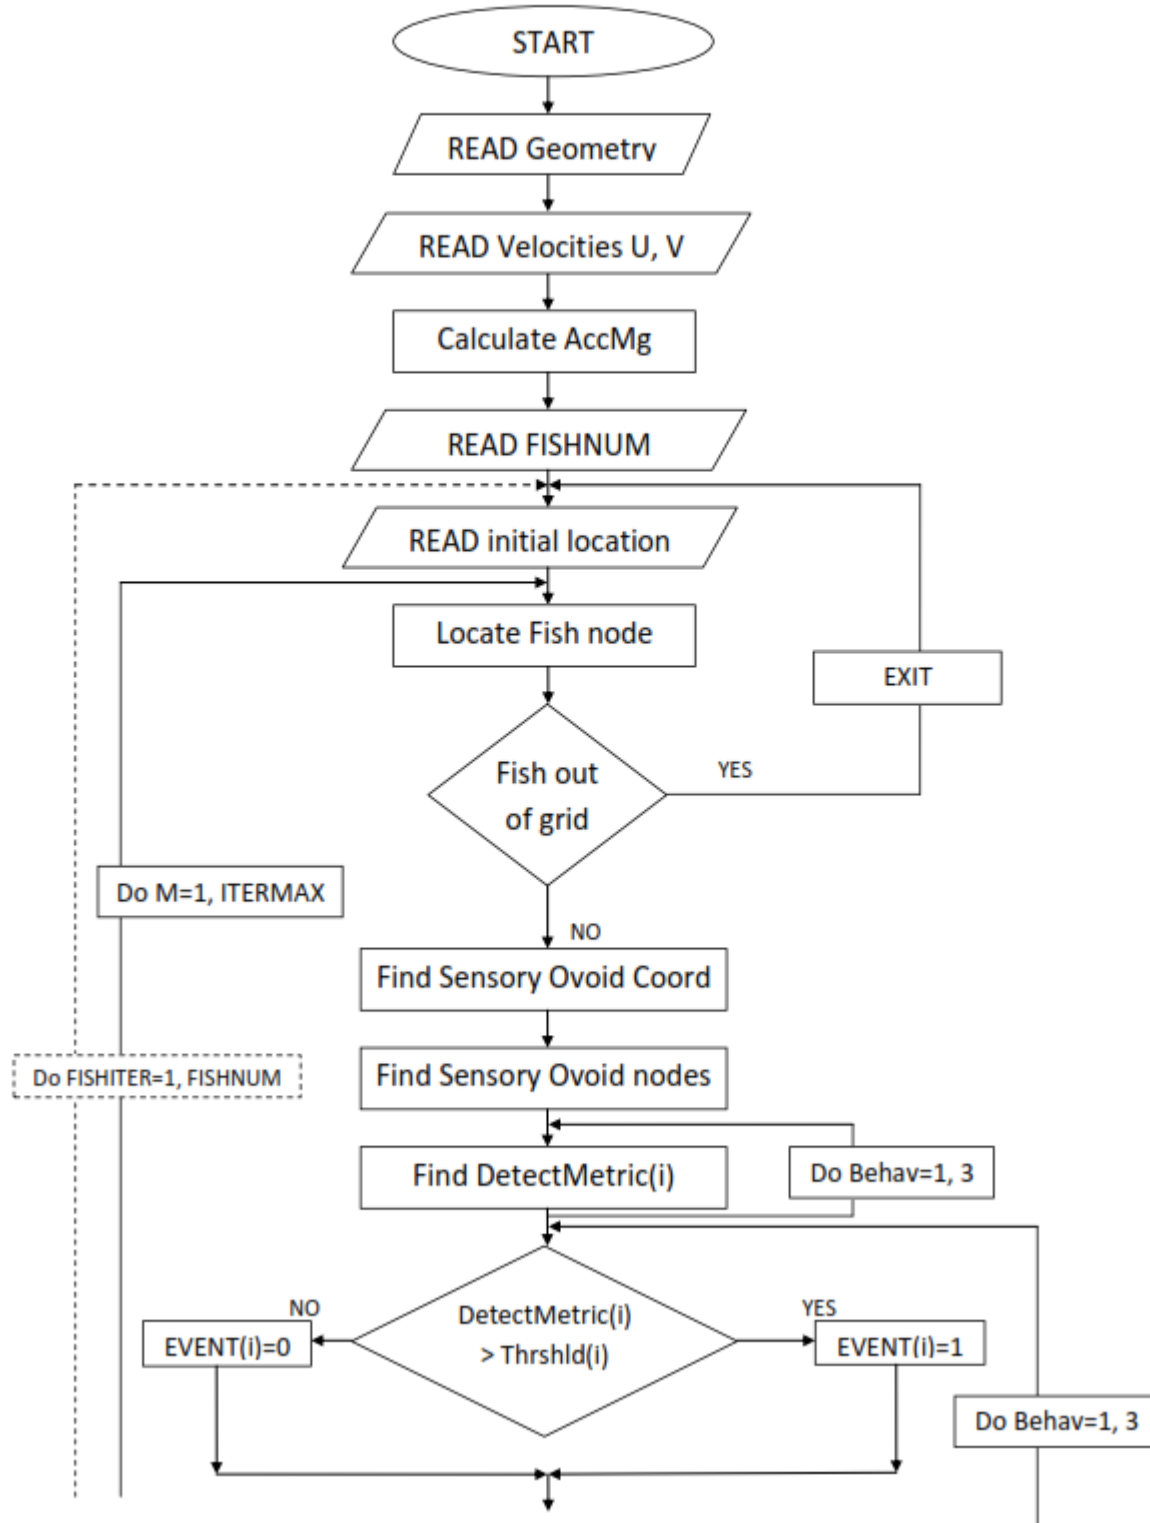 START
READ Geometry
READ Velocities U, V
Calculate AccMg
READ FISHNUM
READ initial location
Locate Fish node
EXIT
Fish out
of grid
YES
Do M=1, ITERMAX
NO
Find Sensory Ovoid Coord
Do FISHITER=1, FISHNUM
Find Sensory Ovoid nodes
Find DetectMetric(i)
Do Behav=1, 3
DetectMetric(i)
> Thrshld(i)
NO
YES
EVENT(i)=0
EVENT(i)=1
Do Behav=1, 3